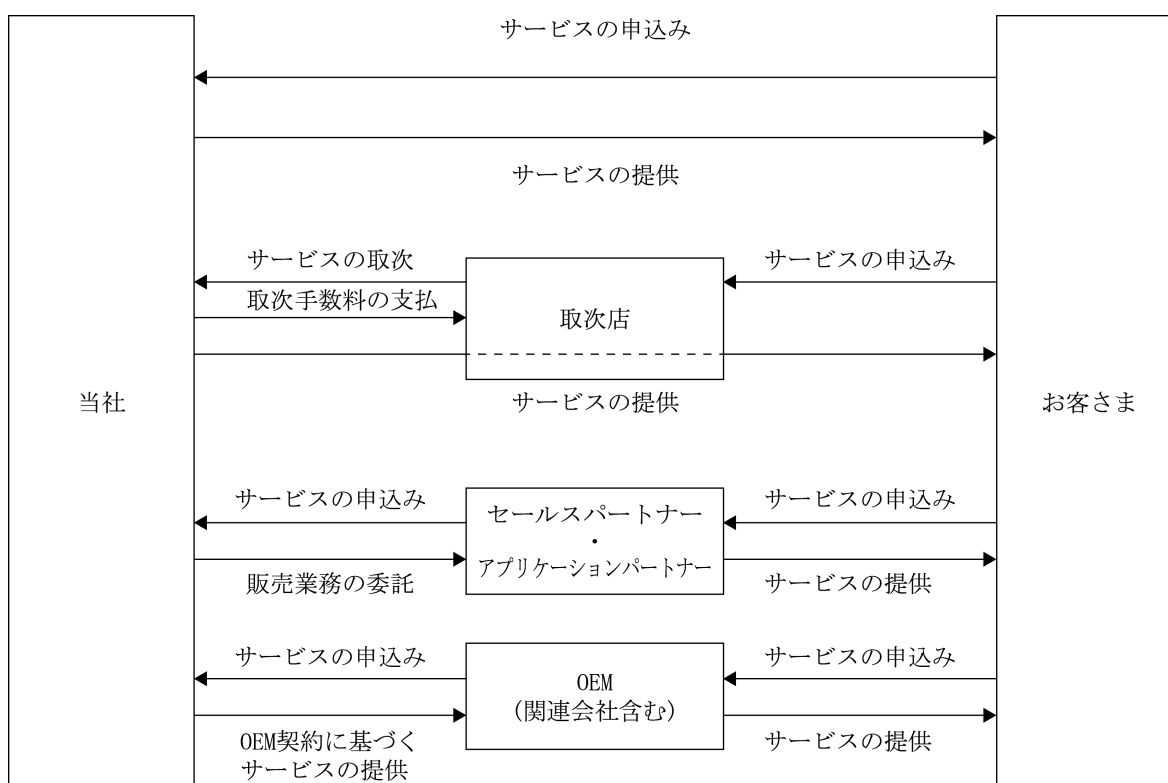 サービスの申込み
サービスの提供
サービスの取次
サービスの申込み
取次手数料の支払
取次店
サービスの提供
当社
お客さま
サービスの申込み
セールスパートナー
・
アプリケーションパートナー
サービスの申込み
販売業務の委託
サービスの提供
サービスの申込み
OEM
(関連会社含む)
サービスの申込み
OEM契約に基づく
サービスの提供
サービスの提供